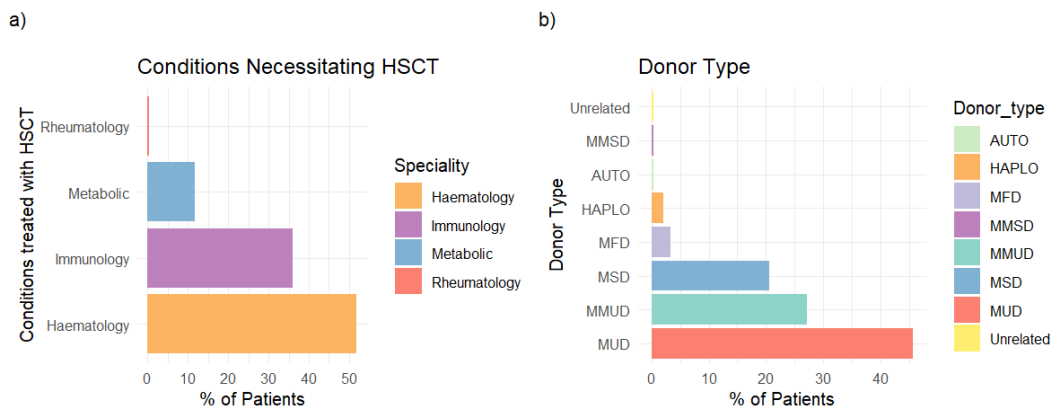 a)
Conditions Necessitating HSCT
Conditions treated with HSCT
Rheumatology
Metabolic
Immunology
Haematology
0 10 20 30 40 50
% of Patients
Speciality
Haematology
Immunology
Metabolic
Rheumatology
b)
Donor Type
Donor Type
Unrelated
MMSD
AUTO
HAPLO
MFD
MSD
MMUD
MUD
0 10 20 30 40
% of Patients
Donor_type
AUTO
HAPLO
MFD
MMSD
MMUD
MSD
MUD
Unrelated